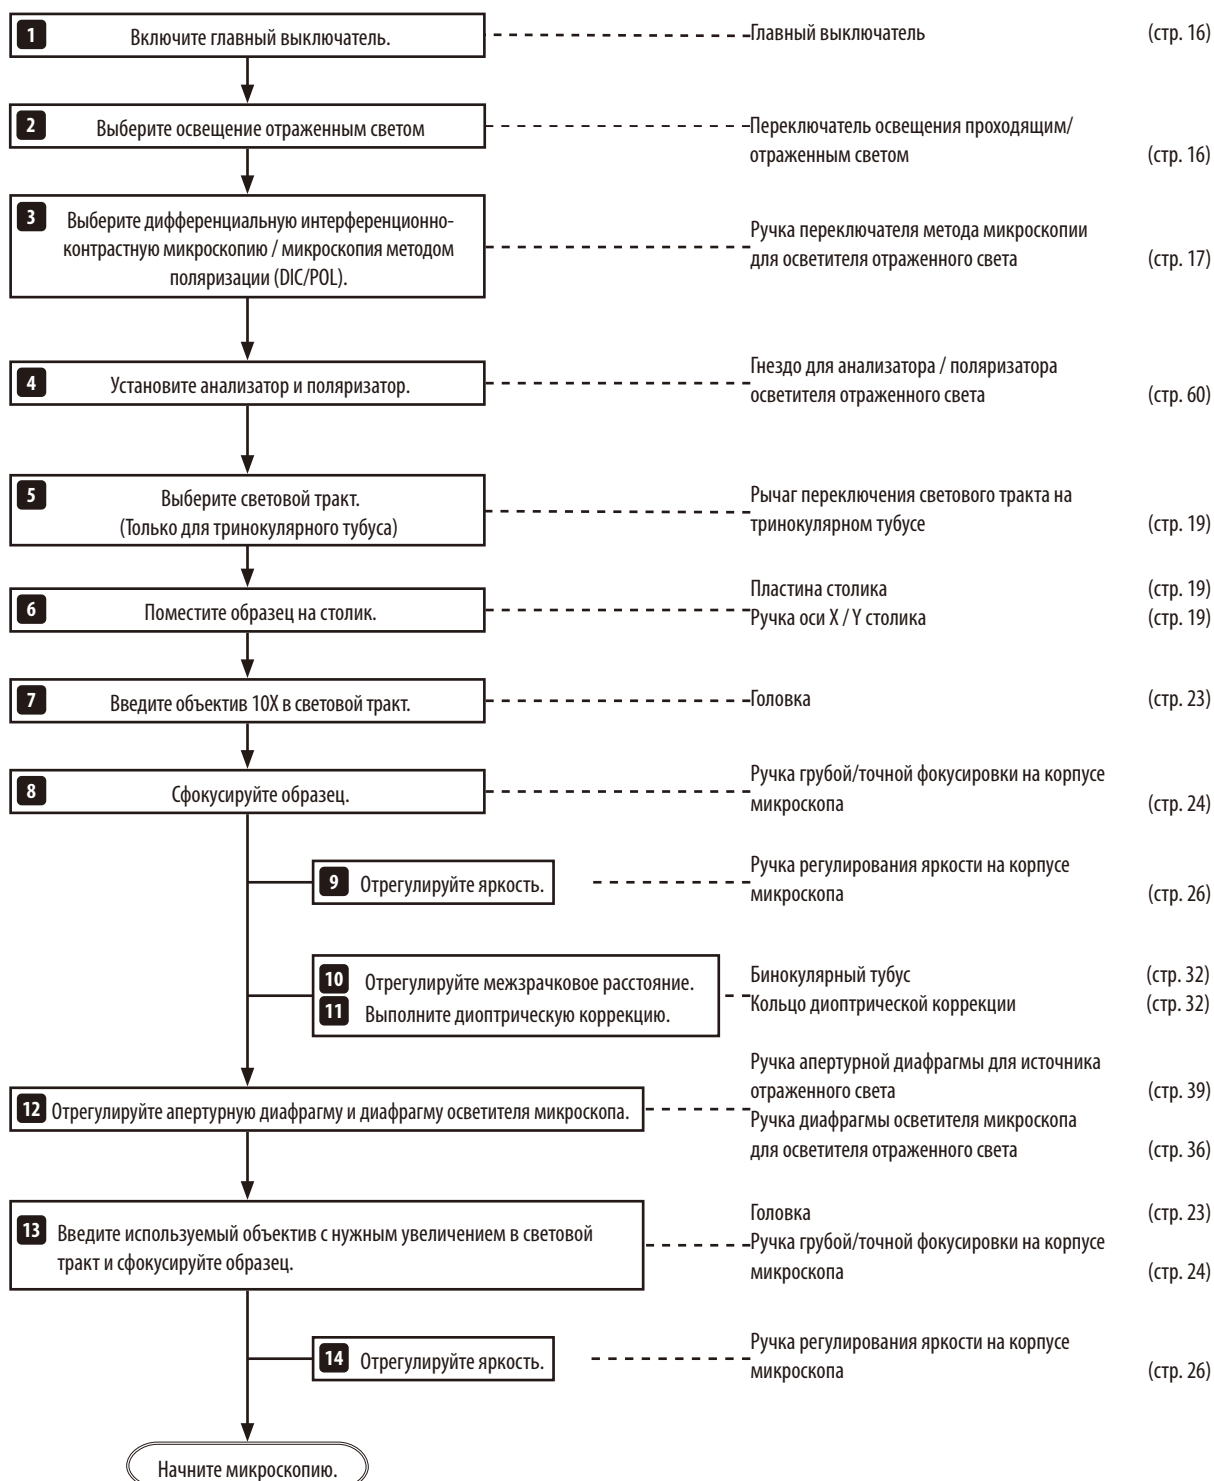 1 Включите главный выключатель.
Главный выключатель (стр. 16)
2 Выберите освещение отраженным светом
Переключатель освещения проходящим/
отраженным светом (стр. 16)
3 Выберите дифференциальную интерференционно-
контрастную микроскопию / микроскопия методом
поляризации (DIC/POL).
Ручка переключателя метода микроскопии
для осветителя отраженного света (стр. 17)
4 Установите анализатор и поляризатор.
Гнездо для анализатора / поляризатора
осветителя отраженного света (стр. 60)
5 Выберите световой тракт.
(Только для тринокулярного тубуса)
Рычаг переключения светового тракта на
тринокулярном тубусе (стр. 19)
6 Поместите образец на столик.
Пластина столика (стр. 19)
Ручка оси X / Y столика (стр. 19)
7 Введите объектив 10X в световой тракт.
Головка (стр. 23)
8 Сфокусируйте образец.
Ручка грубой/точной фокусировки на корпусе
микроскопа (стр. 24)
9 Отрегулируйте яркость.
Ручка регулирования яркости на корпусе
микроскопа (стр. 26)
10 Отрегулируйте межзрачковое расстояние.
11 Выполните диоптрическую коррекцию.
Бинокулярный тубус (стр. 32)
Кольцо диоптрической коррекции (стр. 32)
12 Отрегулируйте апертурную диафрагму и диафрагму осветителя микроскопа.
Ручка апертурной диафрагмы для источника
отраженного света (стр. 39)
Ручка диафрагмы осветителя микроскопа
для осветителя отраженного света (стр. 36)
13 Введите используемый объектив с нужным увеличением в световой
тракт и сфокусируйте образец.
Головка (стр. 23)
Ручка грубой/точной фокусировки на корпусе
микроскопа (стр. 24)
14 Отрегулируйте яркость.
Ручка регулирования яркости на корпусе
микроскопа (стр. 26)
Начните микроскопию.